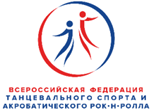 ВСЕРОССИЙСКАЯ ФЕДЕРАЦИЯ
ТАНЦЕВАЛЬНОГО СПОРТА И
АКРОБАТИЧЕСКОГО РОК-Н-РОЛЛА